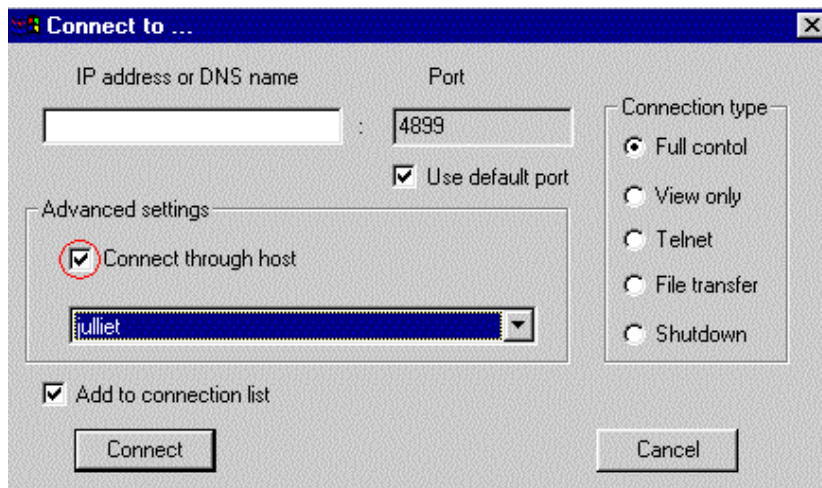 Connect to ...
IP address or DNS name
Port
:
4899
Use default port
Advanced settings
Connect through host
julliet
Add to connection list
Connect
Connection type
Full contol
View only
Telnet
File transfer
Shutdown
Cancel